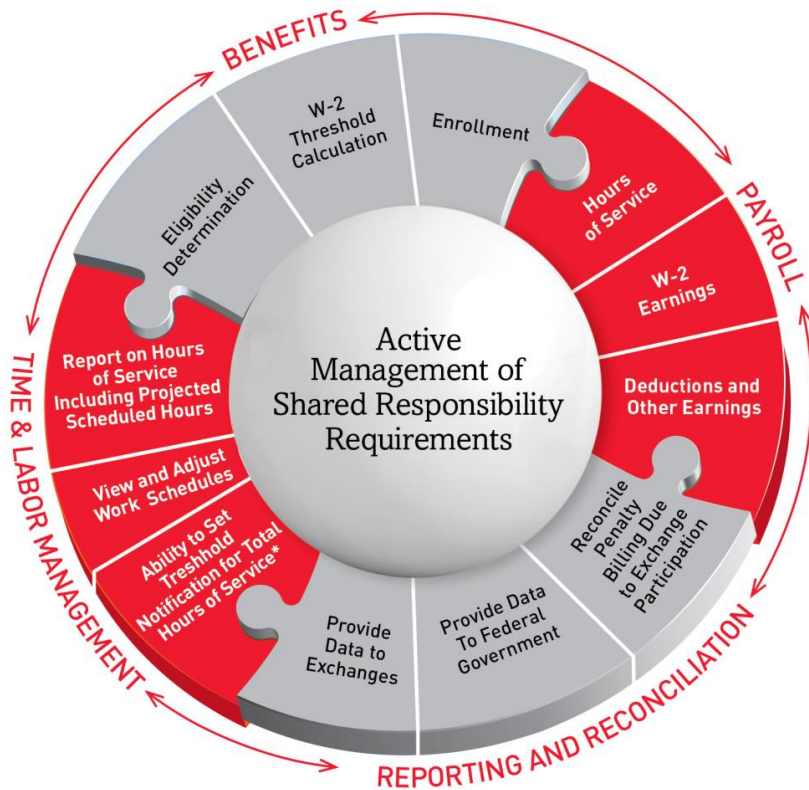 BENEFITS
W-2
Threshold
Calculation
Enrollment
Eligibility
Determination
Hours
of Service
PAYROLL
W-2
Earnings
Deductions and
Other Earnings
Active
Management of
Shared Responsibility
Requirements
Report on Hours
of Service
Including Projected
Scheduled Hours
View and Adjust
Work Schedules
Ability to Set
Treshhold
Notification for Total
Hours of Service*
TIME & LABOR MANAGEMENT
Provide
Data to
Exchanges
Provide Data
To Federal
Government
Reconcile
Penalty
Billing Due
to Exchange
Participation
REPORTING AND RECONCILIATION